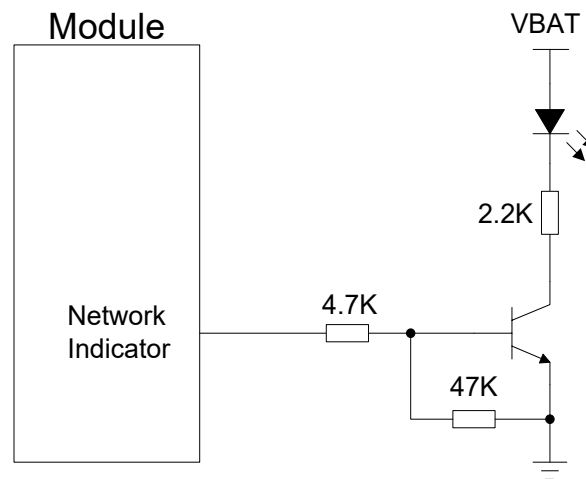 Module
VBAT
2.2K
4.7K
Network
Indicator
47K